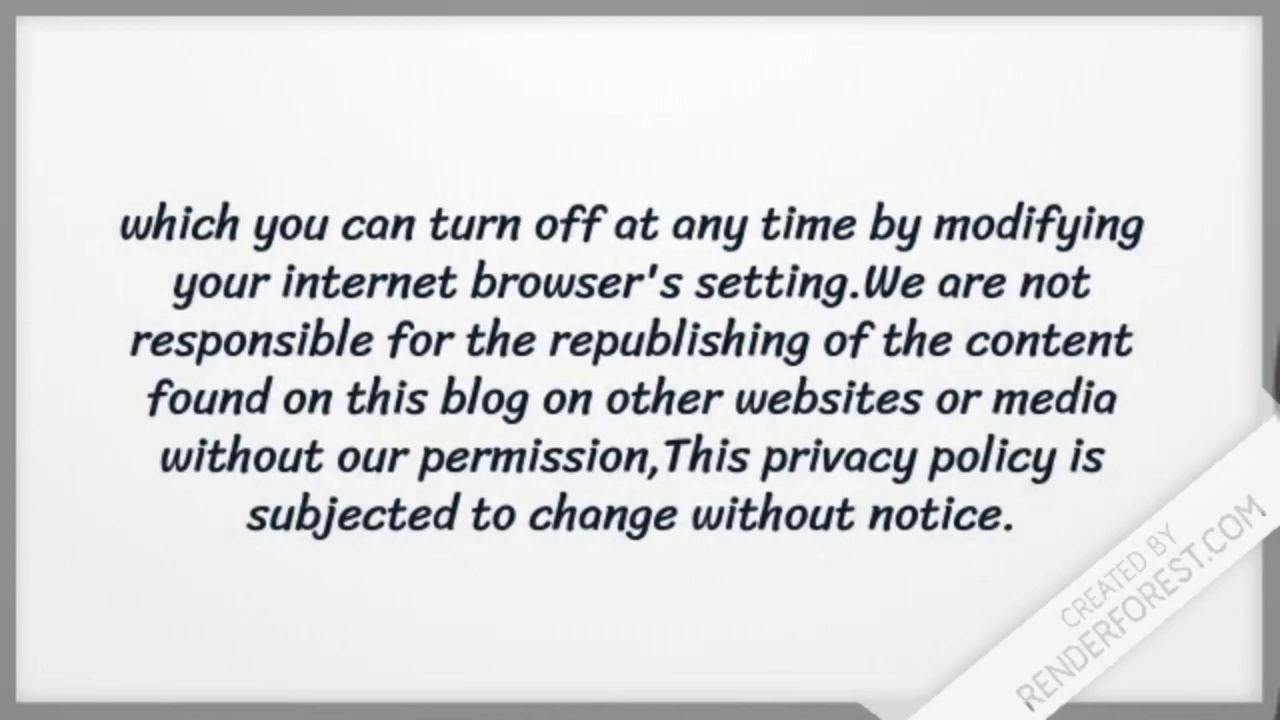 which you can turn off at any time by modifying
your internet browser's setting.We are not
responsible for the republishing of the content
found on this blog on other websites or media
without our permission,This privacy policy is
subjected to change without notice.
CREATED BY
RENDERFOREST.COM